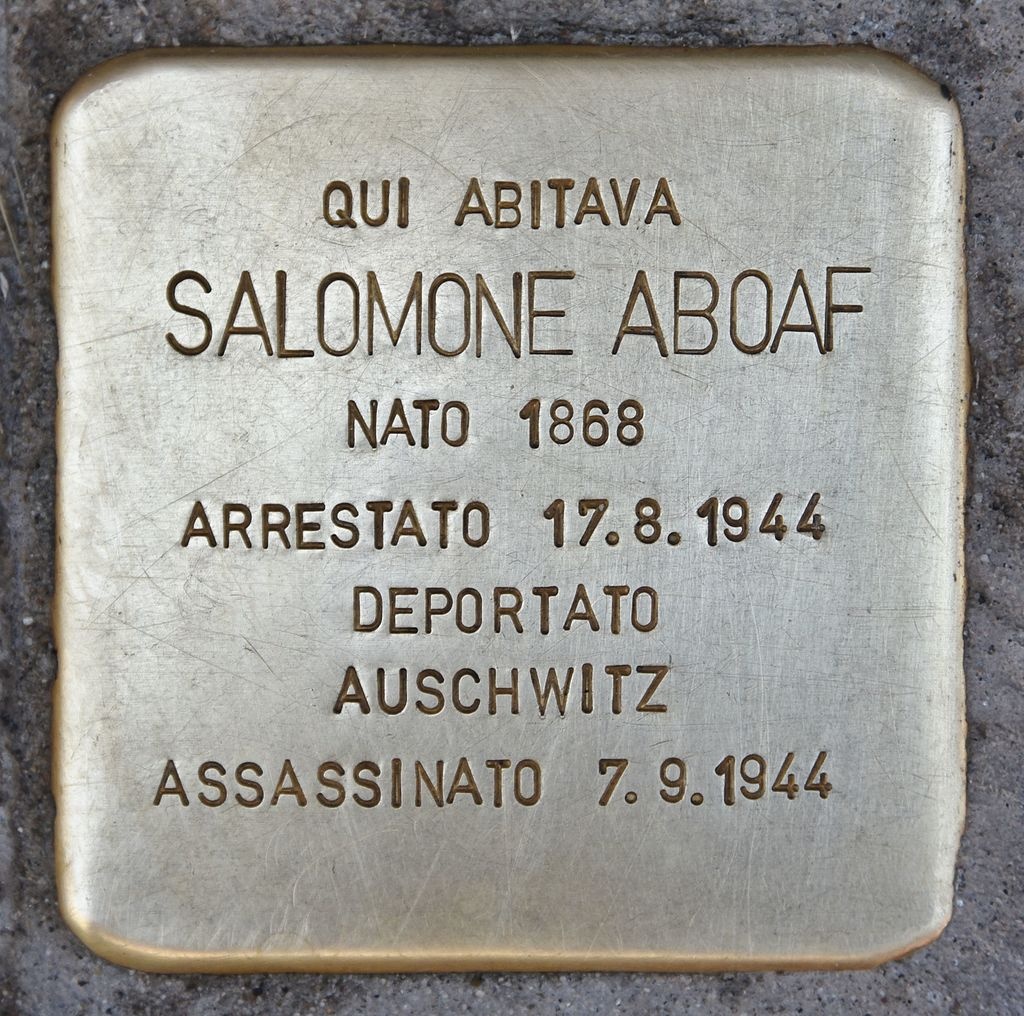 QUI ABITAVA
SALOMONE ABOAF
NATO 1868
ARRESTATO 17.8.1944
DEPORTATO
AUSCHWITZ
ASSASSINATO 7.9.1944